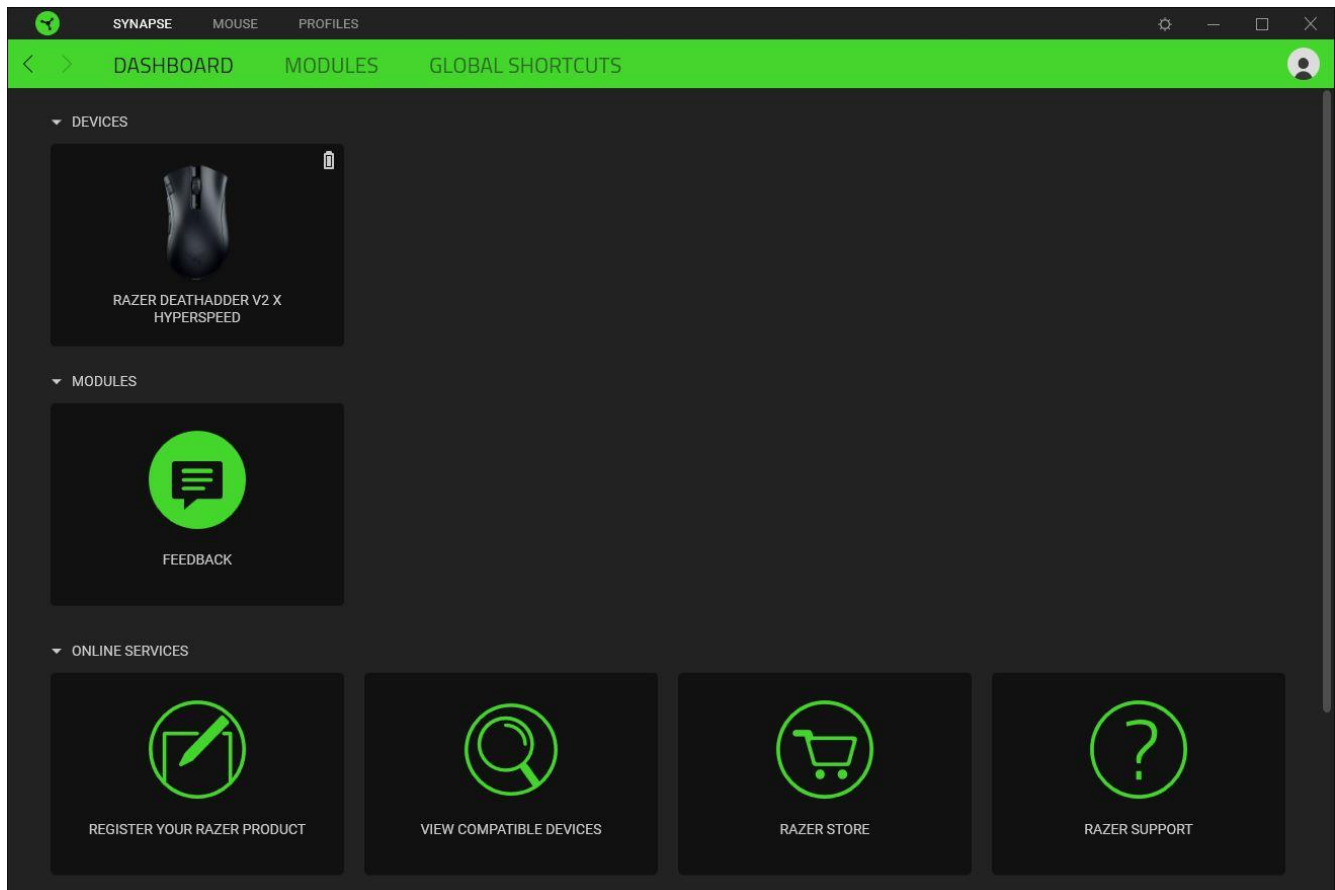 SYNAPSE MOUSE PROFILES
DASHBOARD MODULES GLOBAL SHORTCUTS
DEVICES
RAZER DEATHADDER V2 X
HYPERSPEED
MODULES
FEEDBACK
ONLINE SERVICES
REGISTER YOUR RAZER PRODUCT
VIEW COMPATIBLE DEVICES
RAZER STORE
RAZER SUPPORT